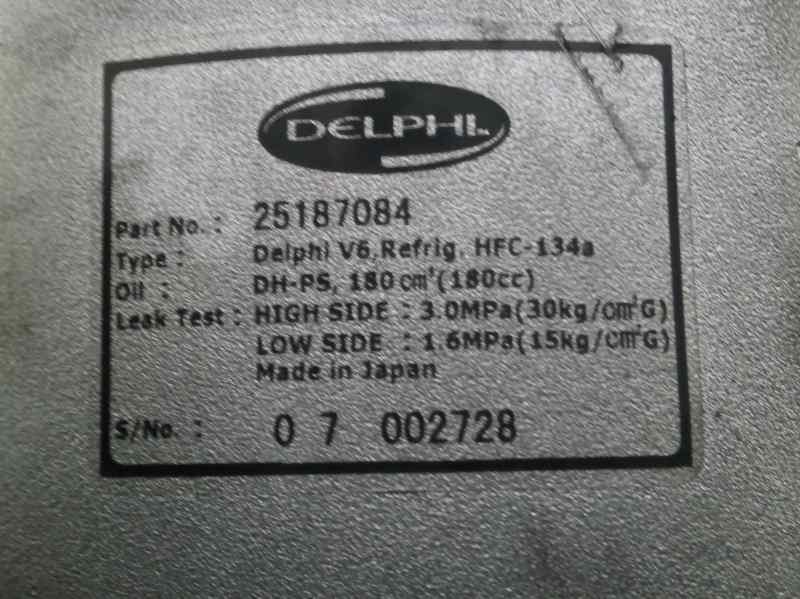 DELPHI
Part No. : 25187084
Type : Delphi V6, Refrig. HFC-134a
Oil : DH-PS, 180 cm³(180cc)
Leak Test : HIGH SIDE : 3.0MPa(30kg/cm²G)
LOW SIDE : 1.6MPa(15kg/cm²G)
Made in Japan
S/No. : 0 7 002728